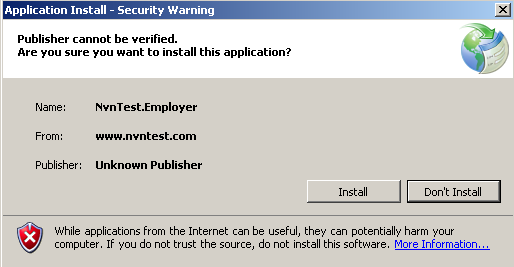 Application Install - Security Warning
Publisher cannot be verified.
Are you sure you want to install this application?
Name: NvnTest.Employer
From: www.nvntest.com
Publisher: Unknown Publisher
Install Don't Install
While applications from the Internet can be useful, they can potentially harm your
computer. If you do not trust the source, do not install this software. More Information...